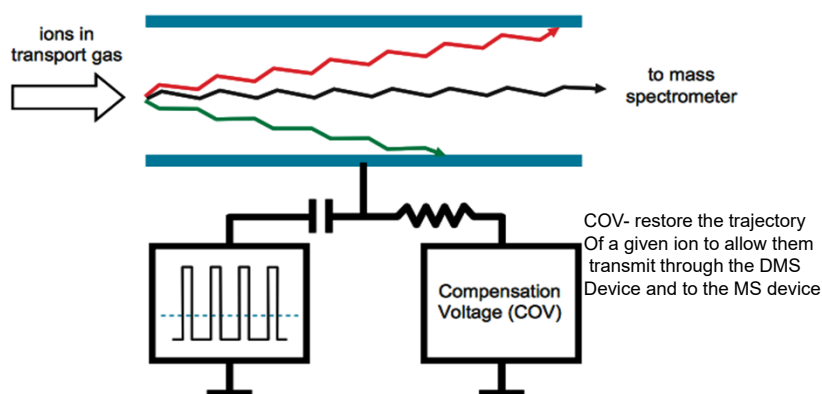 ions in
transport gas
to mass
spectrometer
COV- restore the trajectory
Of a given ion to allow them
transmit through the DMS
Device and to the MS device
Compensation
Voltage (COV)